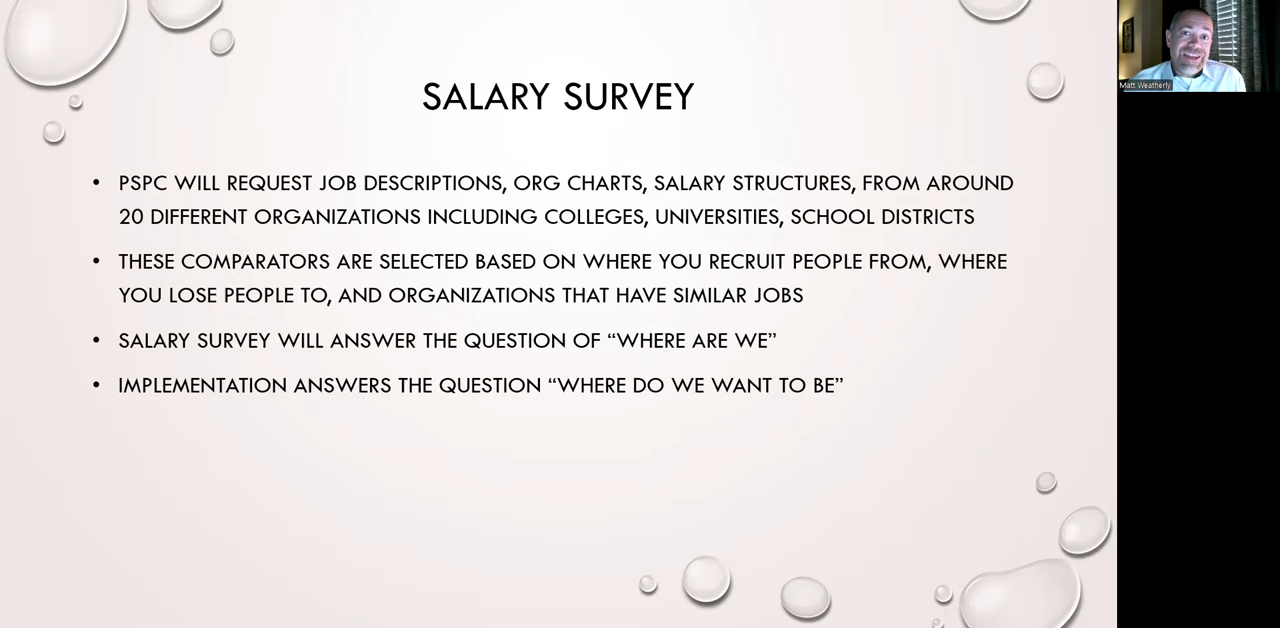 SALARY SURVEY
• PSPC WILL REQUEST JOB DESCRIPTIONS, ORG CHARTS, SALARY STRUCTURES, FROM AROUND
20 DIFFERENT ORGANIZATIONS INCLUDING COLLEGES, UNIVERSITIES, SCHOOL DISTRICTS
• THESE COMPARATORS ARE SELECTED BASED ON WHERE YOU RECRUIT PEOPLE FROM, WHERE
YOU LOSE PEOPLE TO, AND ORGANIZATIONS THAT HAVE SIMILAR JOBS
• SALARY SURVEY WILL ANSWER THE QUESTION OF “WHERE ARE WE”
• IMPLEMENTATION ANSWERS THE QUESTION “WHERE DO WE WANT TO BE”
Matt Weatherly